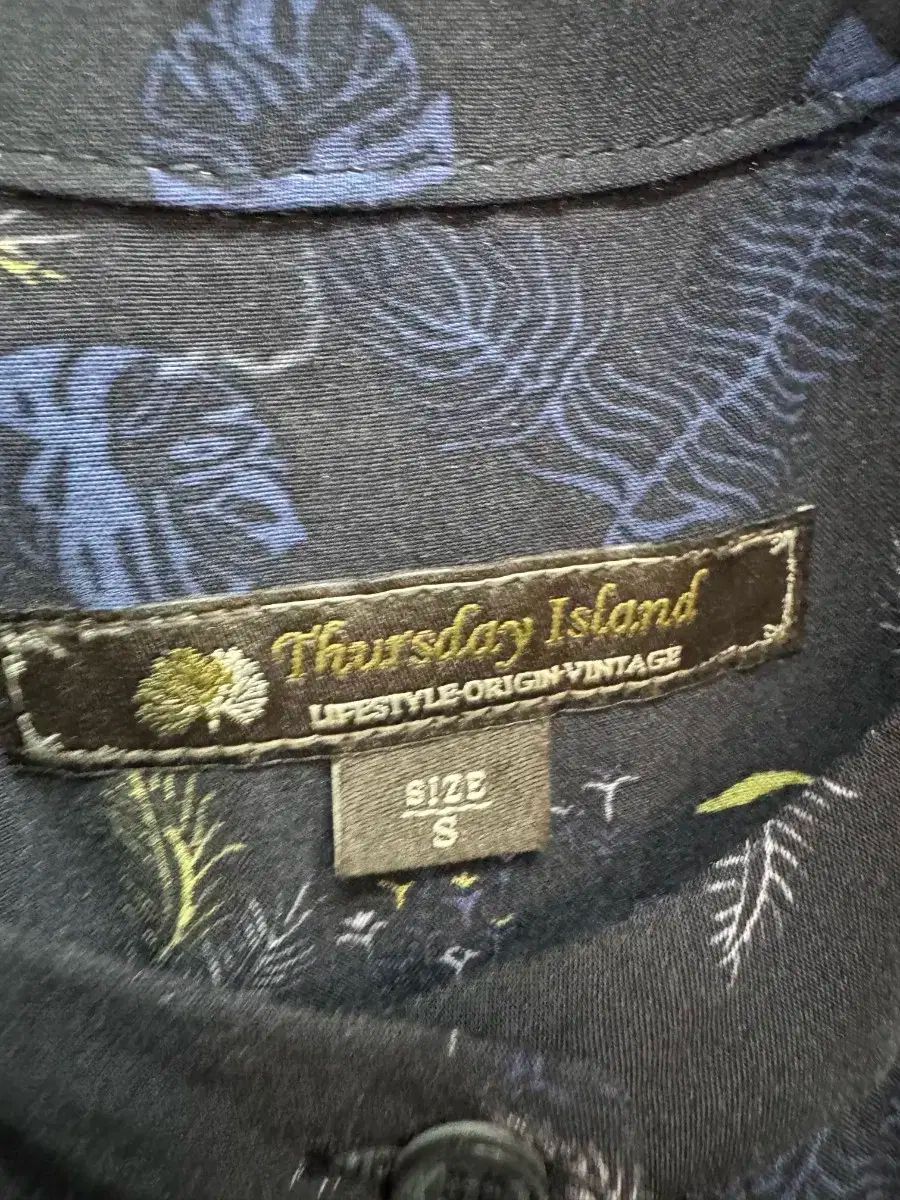 Thursday Island
LIFESTYLE·ORIGIN·VINTAGE
SIZE
S